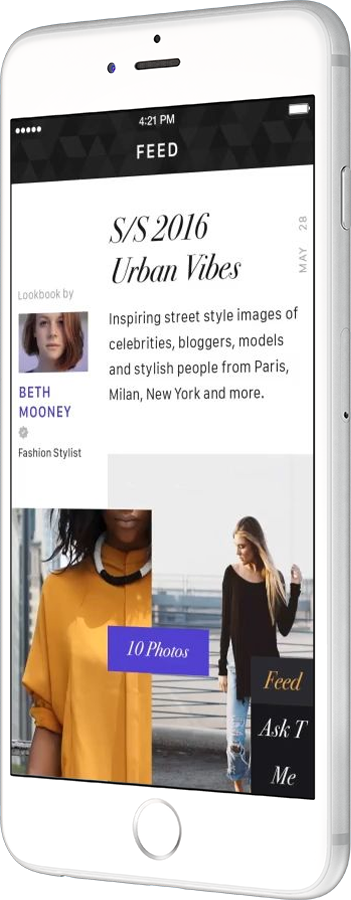 4:21 PM
FEED
S/S 2016
Urban Vibes
MAY 28
Lookbook by
BETH
MOONEY
Fashion Stylist
Inspiring street style images of
celebrities, bloggers, models
and stylish people from Paris,
Milan, New York and more.
10 Photos
Feed
Ask T
Me